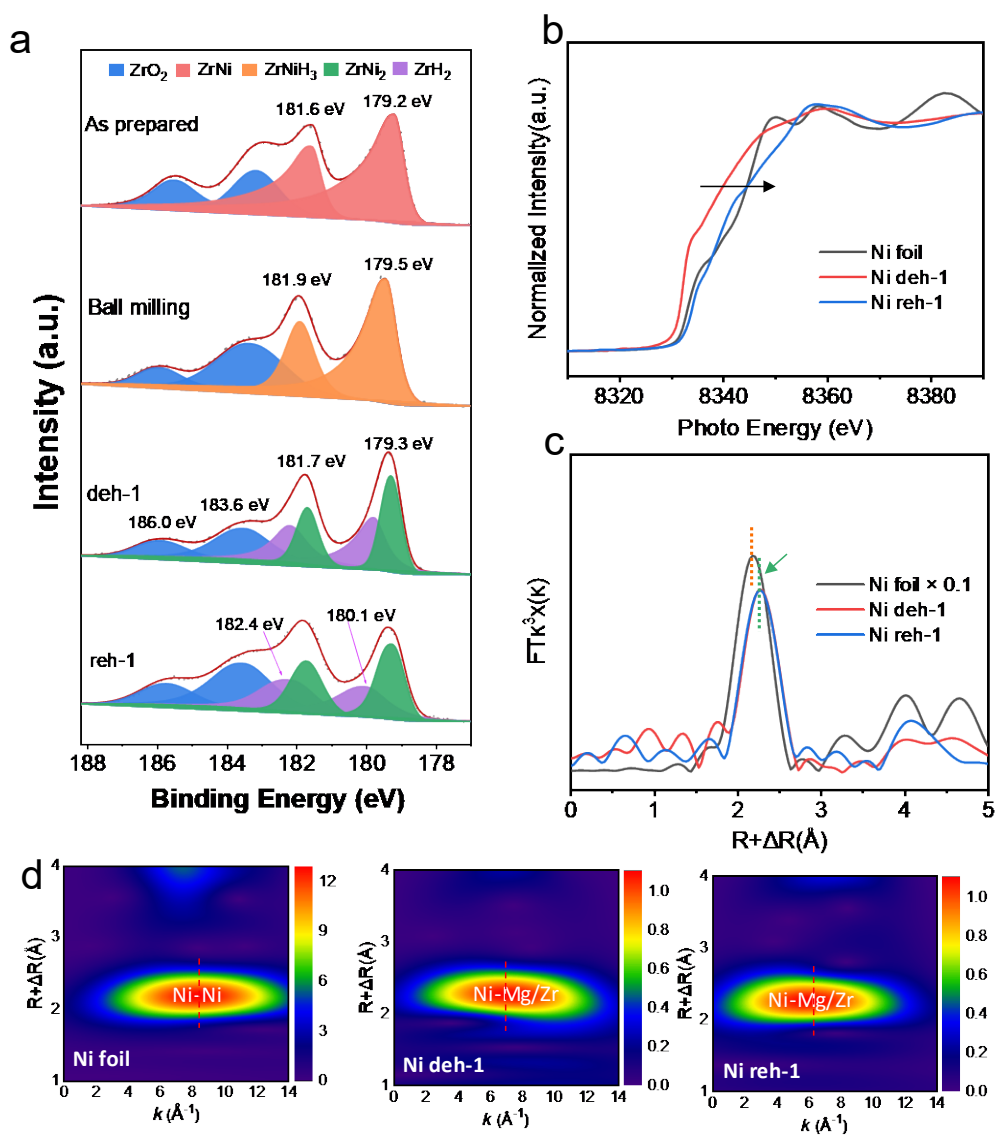 a
ZrO₂ ZrNi ZrNiH₃ ZrNi₂ ZrH₂
As prepared
181.6 eV
179.2 eV
Ball milling
181.9 eV
179.5 eV
deh-1
186.0 eV
183.6 eV
181.7 eV
179.3 eV
reh-1
182.4 eV
180.1 eV
Intensity (a.u.)
188 186 184 182 180 178
Binding Energy (eV)
b
Normalized Intensity(a.u.)
Ni foil
Ni deh-1
Ni reh-1
8320 8340 8360 8380
Photo Energy (eV)
c
FTK³X(K)
Ni foil × 0.1
Ni deh-1
Ni reh-1
0 1 2 3 4 5
R+ΔR(Å)
d
R+ΔR(Å)
4
3
2
1
Ni-Ni
Ni foil
0 2 4 6 8 10 12 14
k (Å⁻¹)
12
9
6
3
0
R+ΔR(Å)
4
3
2
1
Ni-Mg/Zr
Ni deh-1
0 2 4 6 8 10 12 14
k (Å⁻¹)
1.0
0.8
0.6
0.4
0.2
0.0
R+ΔR(Å)
4
3
2
1
Ni-Mg/Zr
Ni reh-1
0 2 4 6 8 10 12 14
k (Å⁻¹)
1.0
0.8
0.6
0.4
0.2
0.0